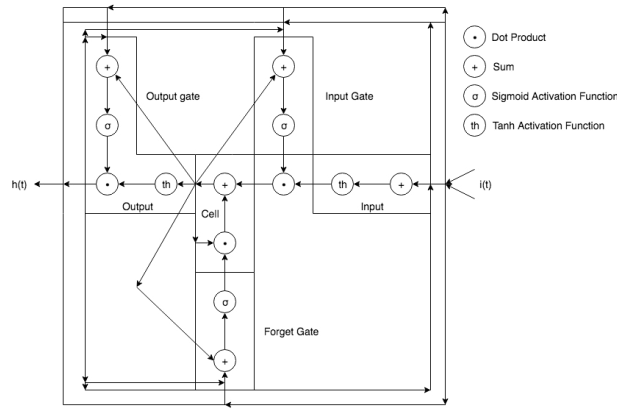 • Dot Product
+ Sum
σ Sigmoid Activation Function
th Tanh Activation Function
+
+
Output gate
Input Gate
σ
σ
h(t)
•
th
+
•
th
+
i(t)
Output
Cell
Input
•
σ
Forget Gate
+